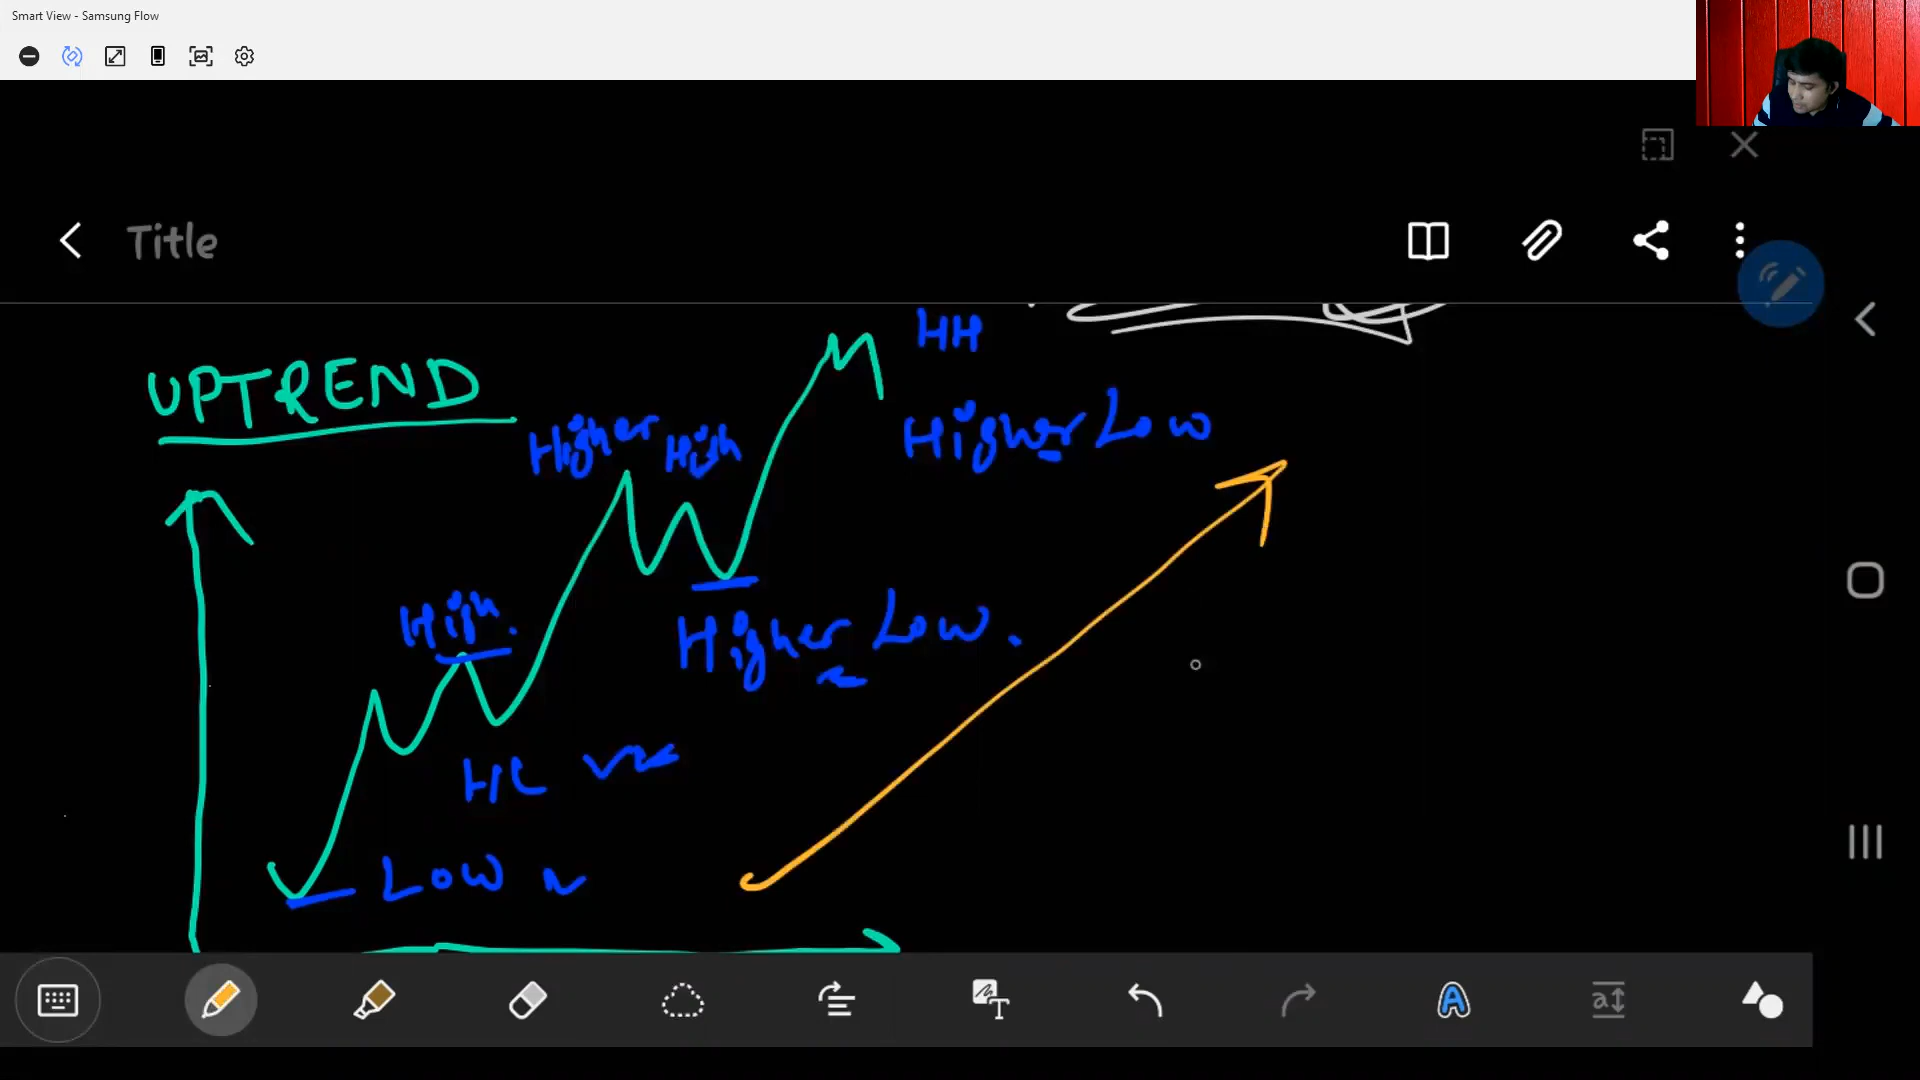 Smart View - Samsung Flow
Title
HH
UPTREND
Higher High
Higher Low
High.
Higher Low.
HL
Low